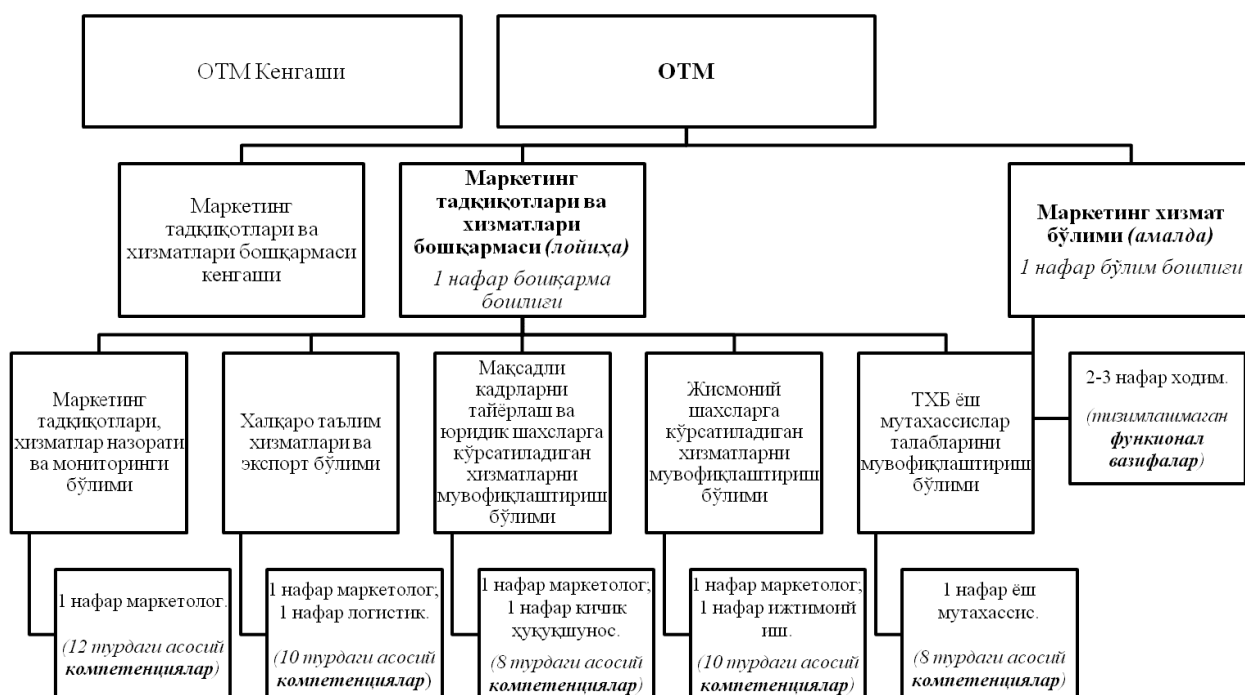 ОТМ Кенгаши
ОТМ
Маркетинг
тадқиқотлари ва
хизматлари бошқармаси
кенгаши
Маркетинг
тадқиқотлари ва
хизматлари
бошқармаси (лойиҳа)
1 нафар бошқарма
бошлиғи
Маркетинг хизмат
бўлими (амалда)
1 нафар бўлим бошлиғи
Маркетинг
тадқиқотлари,
хизматлар назорати
ва мониторинги
бўлими
Халқаро таълим
хизматлари ва
экспорт бўлими
Мақсадли
кадрларни
тайёрлаш ва
юридик шахсларга
кўрсатиладиган
хизматларни
мувофиқлаштириш
бўлими
Жисмоний
шахсларга
кўрсатиладиган
хизматларни
мувофиқлаштириш
бўлими
ТХБ ёш
мутахассислар
талабларини
мувофиқлаштириш
бўлими
2-3 нафар ходим.
(тизимлашмаган
функционал
вазифалар)
1 нафар маркетолог.
(12 турдаги асосий
компетенциялар)
1 нафар маркетолог;
1 нафар логистик.
(10 турдаги асосий
компетенциялар)
1 нафар маркетолог;
1 нафар кичик
ҳуқуқшунос.
(8 турдаги асосий
компетенциялар)
1 нафар маркетолог;
1 нафар ижтимоий
иш.
(10 турдаги асосий
компетенциялар)
1 нафар ёш
мутахассис.
(8 турдаги асосий
компетенциялар)